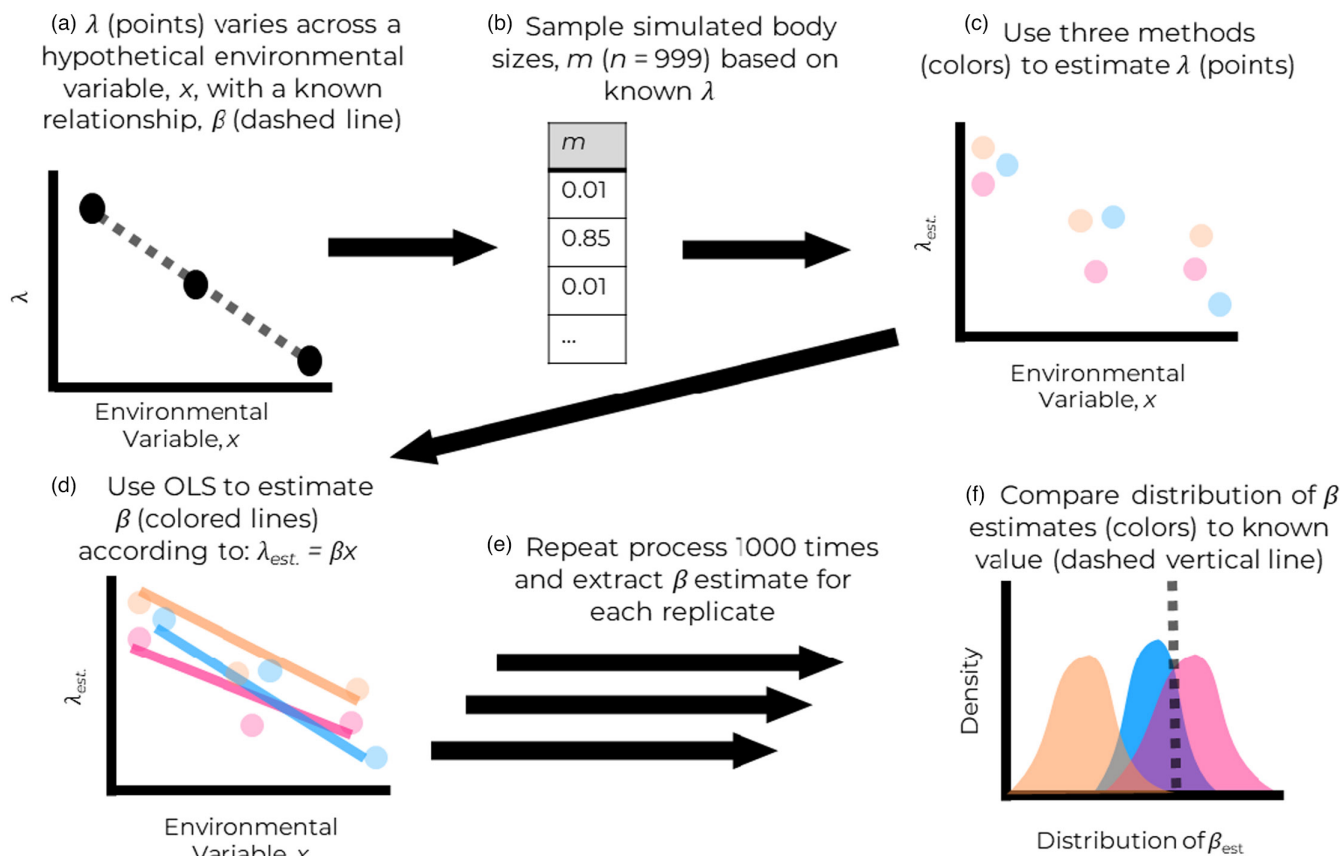 (a) λ (points) varies across a
hypothetical environmental
variable, x, with a known
relationship, β (dashed line)
λ
Environmental
Variable, x
(b) Sample simulated body
sizes, m (n = 999) based on
known λ
m
0.01
0.85
0.01
...
(c) Use three methods
(colors) to estimate λ (points)
λest.
Environmental
Variable, x
(d) Use OLS to estimate
β (colored lines)
according to: λest. = βx
λest.
Environmental
Variable, x
(e) Repeat process 1000 times
and extract β estimate for
each replicate
(f) Compare distribution of β
estimates (colors) to known
value (dashed vertical line)
Density
Distribution of βest